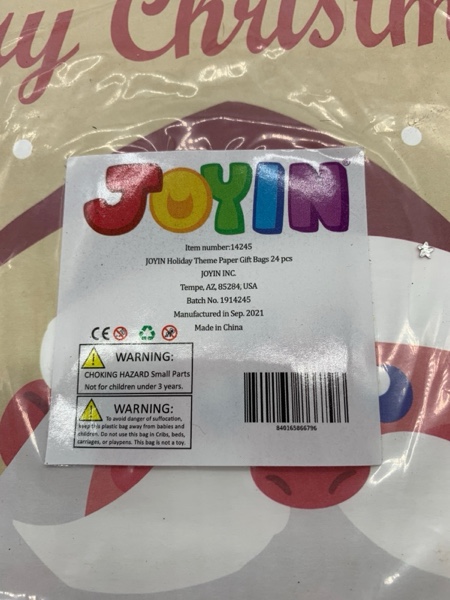 ay Christm
JOYIN
Item number:14245
JOYIN Holiday Theme Paper Gift Bags 24 pcs
JOYIN INC.
Tempe, AZ, 85284, USA
Batch No. 1914245
Manufactured in Sep. 2021
Made in China
CE
WARNING:
CHOKING HAZARD Small Parts
Not for children under 3 years.
WARNING:
To avoid danger of suffocation,
keep this plastic bag away from babies and
children. Do not use this bag in Cribs, beds,
carriages, or playpens. This bag is not a toy.
840165866796